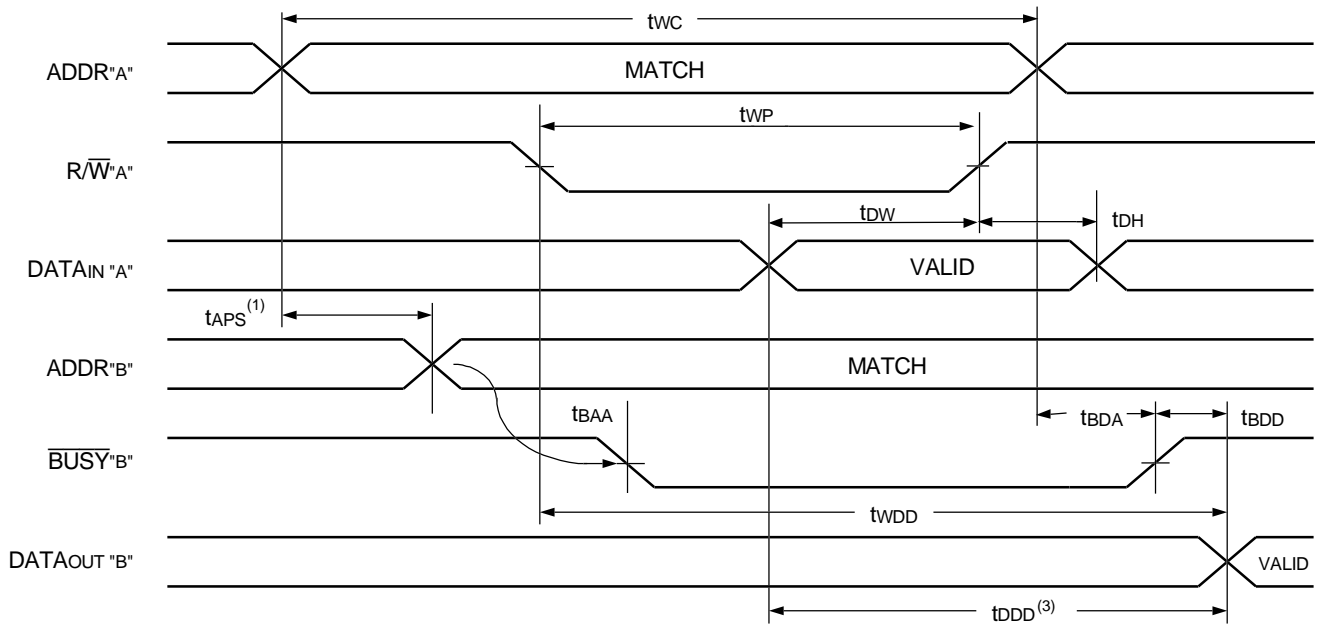 tWC
ADDR"A"
MATCH
tWP
R/W̅"A"
tDW
tDH
DATAIN "A"
VALID
tAPS(1)
ADDR"B"
MATCH
tBAA
tBDA
tBDD
B̅U̅S̅Y̅"B"
tWDD
DATAOUT "B"
VALID
tDDD(3)